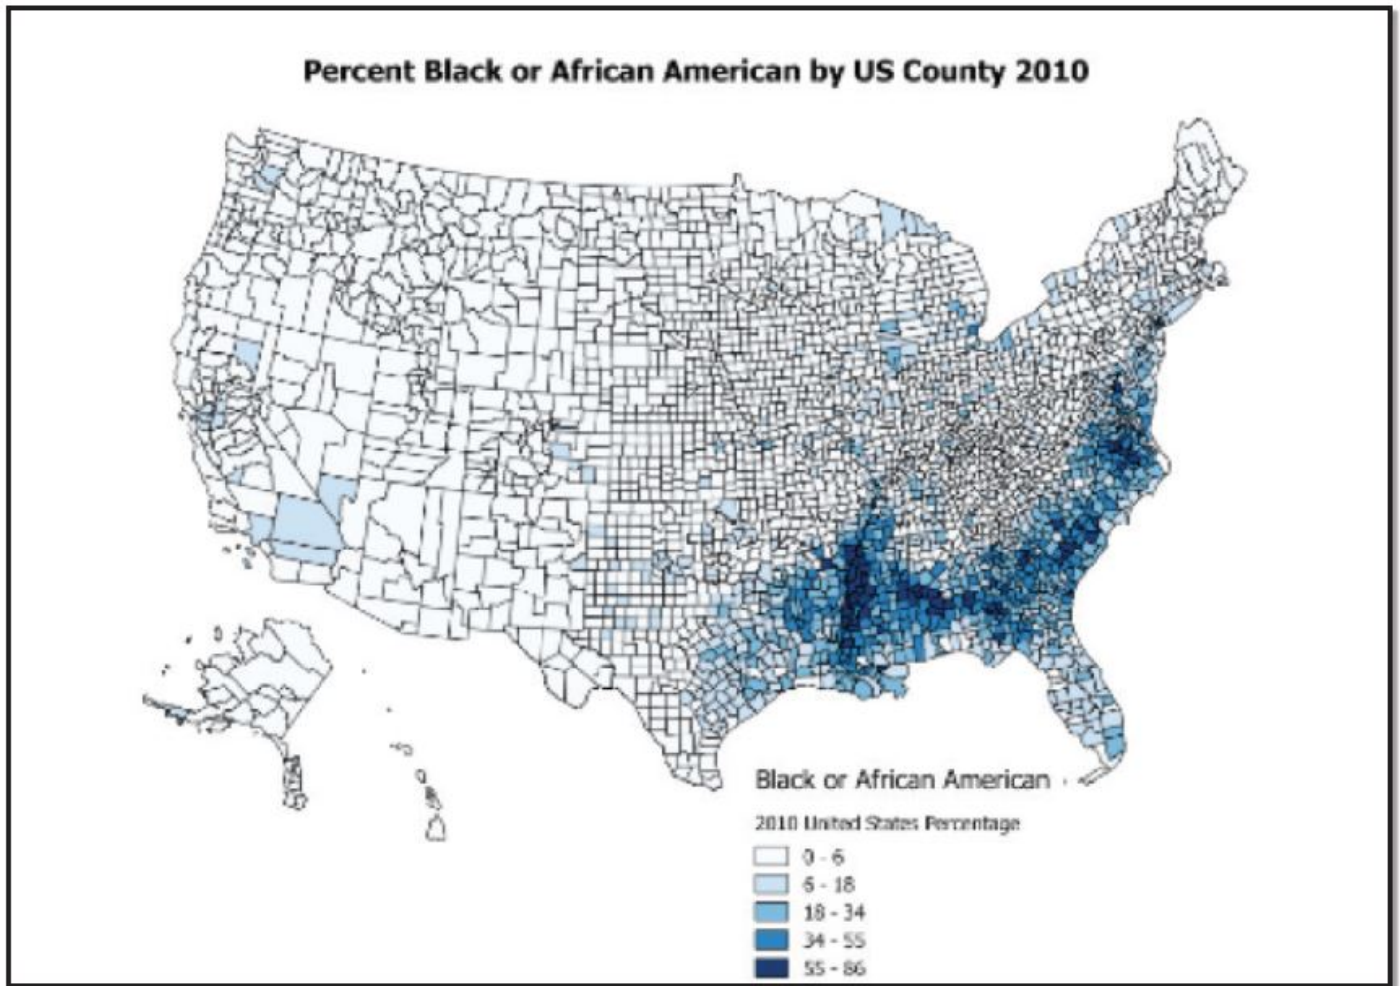 Percent Black or African American by US County 2010
Black or African American
2010 United States Percentage
0 - 6
6 - 18
18 - 34
34 - 55
55 - 86